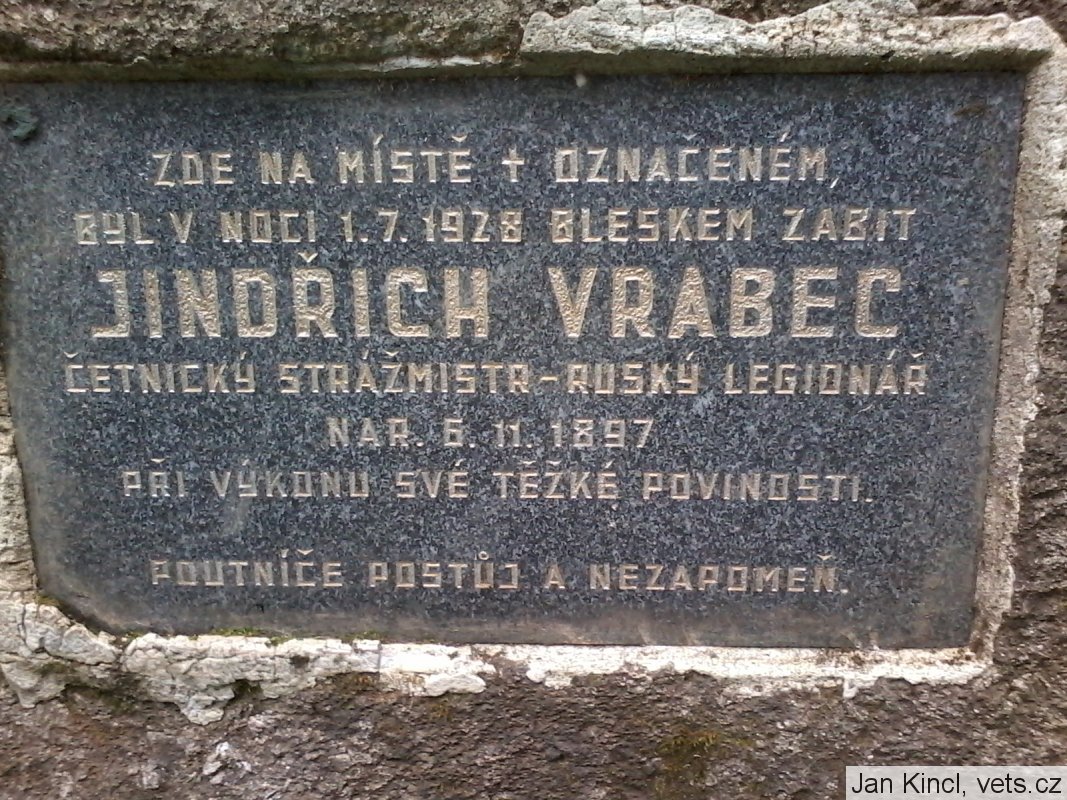 ZDE NA MÍSTĚ + OZNAČENÉM,
BYL V NOCI 1.7.1928 BLESKEM ZABIT
JINDŘICH VRABEC
ČETNICKÝ STRÁŽMISTR-RUSKÝ LEGIONÁŘ
NAR. 6. 11. 1897
PŘI VÝKONU SVÉ TĚŽKÉ POVINOSTI.
POUTNÍČE POSTŮJ A NEZAPOMEŇ.
Jan Kincl, vets.cz